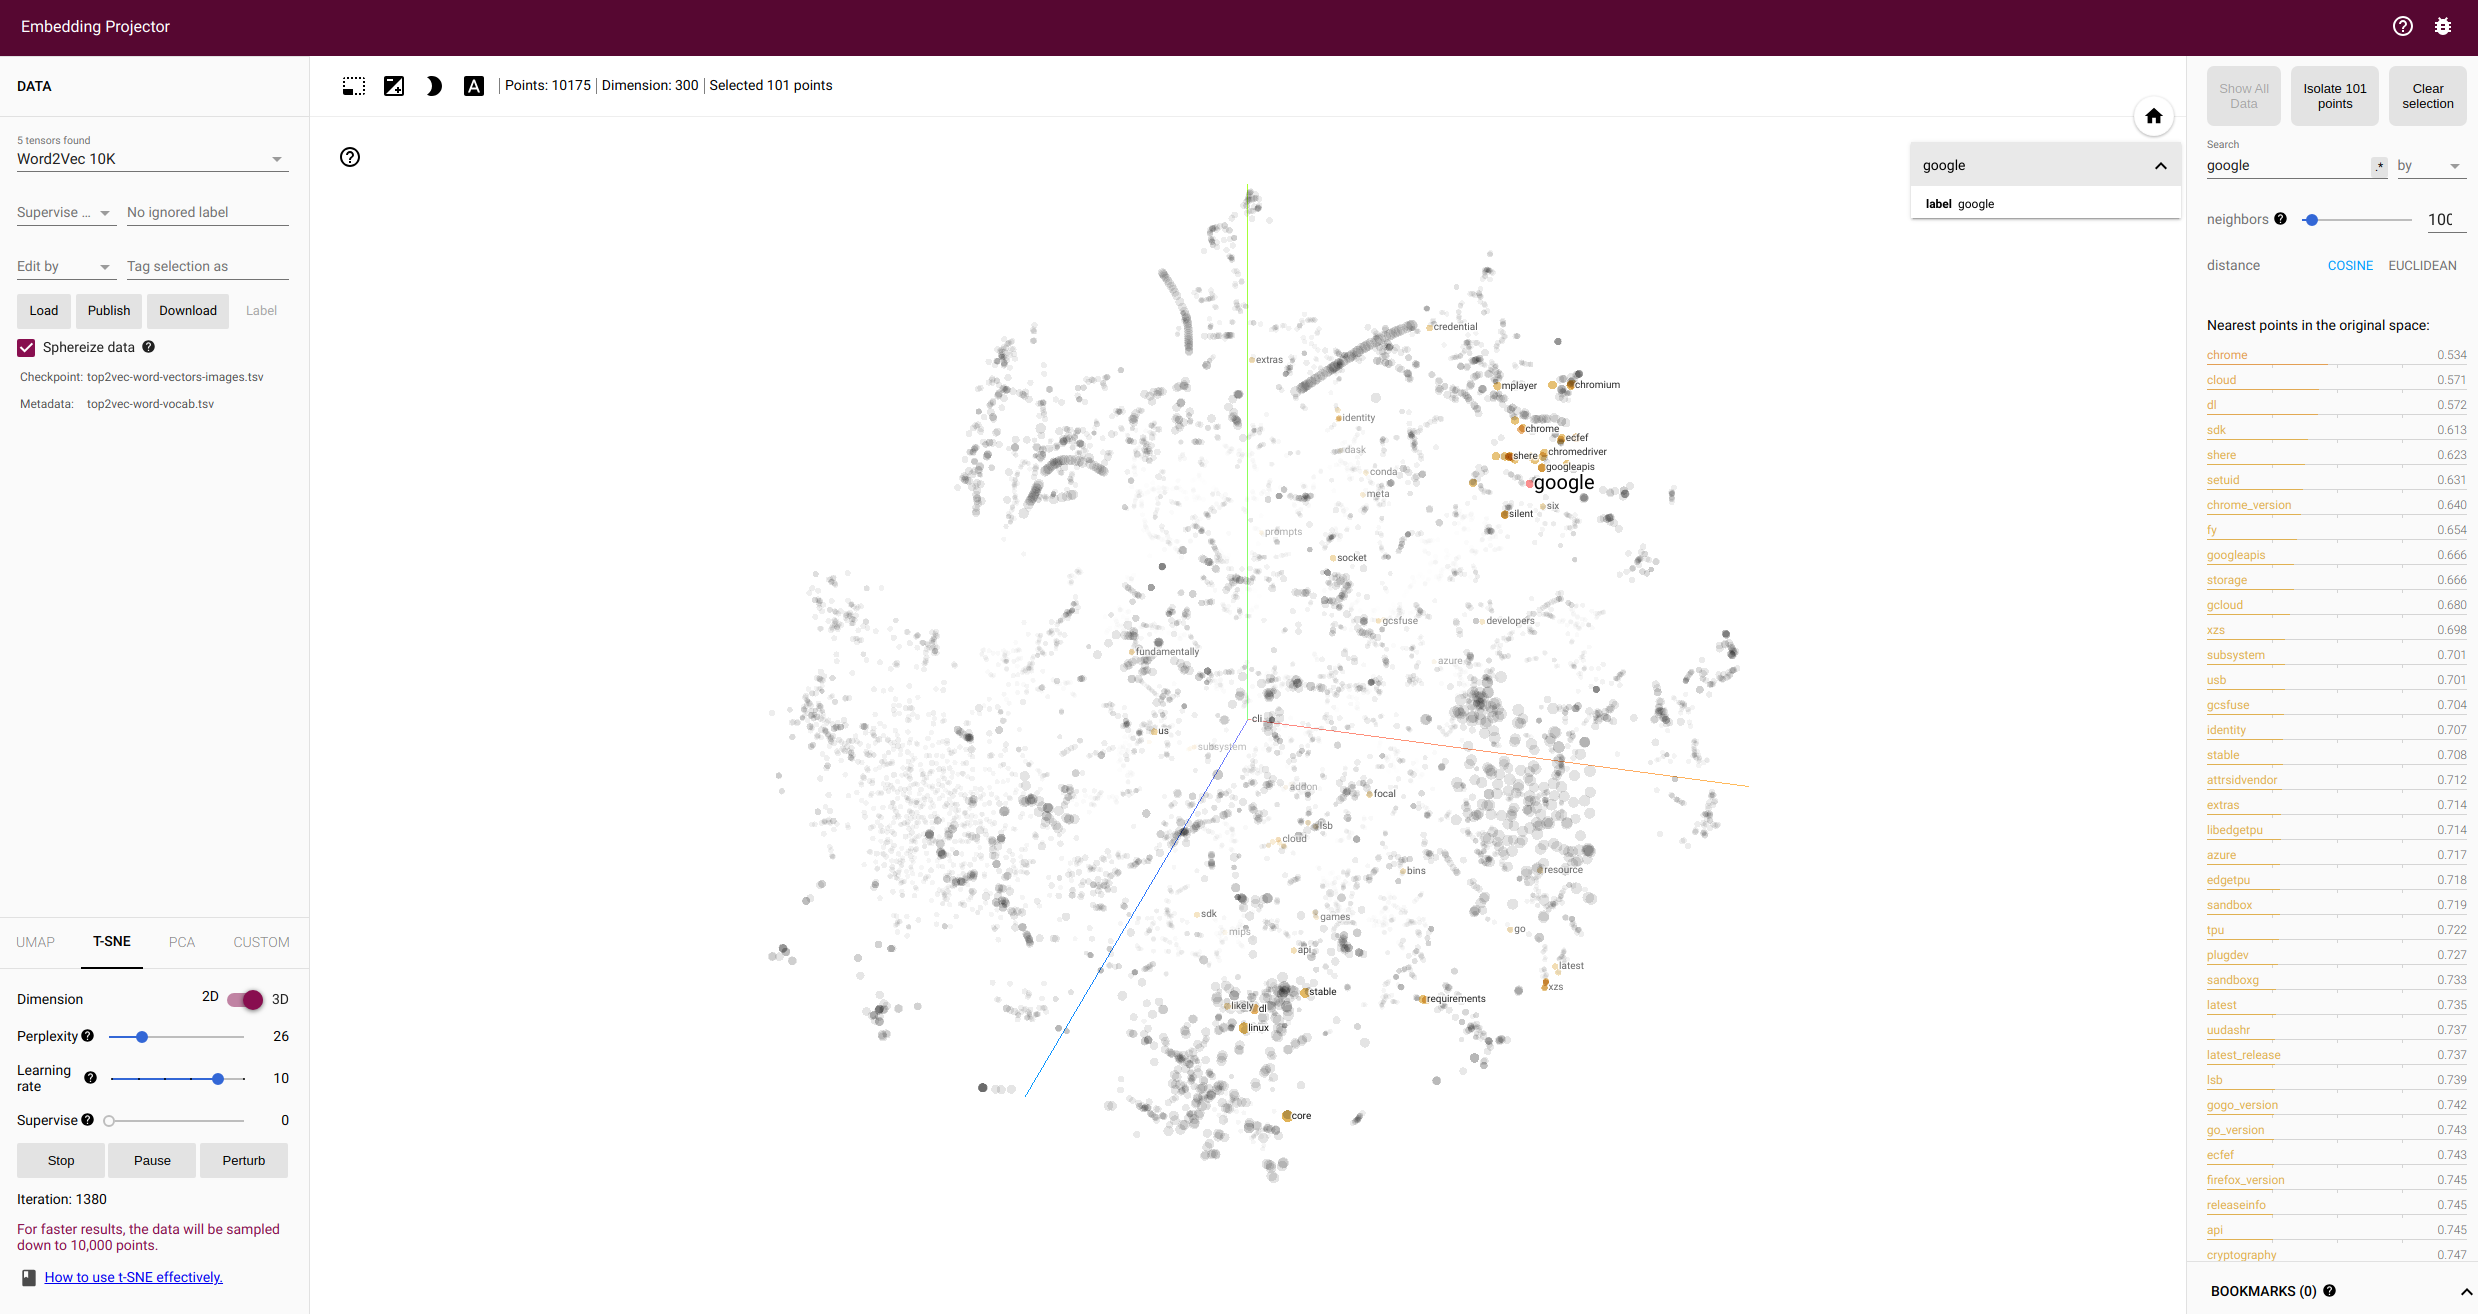 Embedding Projector
DATA
5 tensors found
Word2Vec 10K
Supervise ...
No ignored label
Edit by
Tag selection as
Load
Publish
Download
Label
Sphereize data
Checkpoint: top2vec-word-vectors-images.tsv
Metadata: top2vec-word-vocab.tsv
UMAP
T-SNE
PCA
CUSTOM
Dimension
2D
3D
Perplexity
26
Learning
rate
10
Supervise
0
Stop
Pause
Perturb
Iteration: 1380
For faster results, the data will be sampled
down to 10,000 points.
How to use t-SNE effectively.
A
Points: 10175 | Dimension: 300 | Selected 101 points
google
label google
credential
extras
mplayer
chromium
identity
chrome
ecfef
dask
shere
chromedriver
googleapis
conda
google
meta
six
silent
prompts
socket
gcsfuse
developers
fundamentally
azure
cli
us
subsystem
addon
focal
lsb
cloud
bins
resource
sdk
games
mips
go
api
latest
xzs
stable
requirements
likely
dl
linux
core
Show All
Data
Isolate 101
points
Clear
selection
Search
google
.*
by
neighbors
100
distance
COSINE
EUCLIDEAN
Nearest points in the original space:
chrome 0.534
cloud 0.571
dl 0.572
sdk 0.613
shere 0.623
setuid 0.631
chrome_version 0.640
fy 0.654
googleapis 0.666
storage 0.666
gcloud 0.680
xzs 0.698
subsystem 0.701
usb 0.701
gcsfuse 0.704
identity 0.707
stable 0.708
attrsidvendor 0.712
extras 0.714
libedgetpu 0.714
azure 0.717
edgetpu 0.718
sandbox 0.719
tpu 0.722
plugdev 0.727
sandboxg 0.733
latest 0.735
uudashr 0.737
latest_release 0.737
lsb 0.739
gogo_version 0.742
go_version 0.743
ecfef 0.743
firefox_version 0.745
releaseinfo 0.745
api 0.745
cryptography 0.747
BOOKMARKS (0)